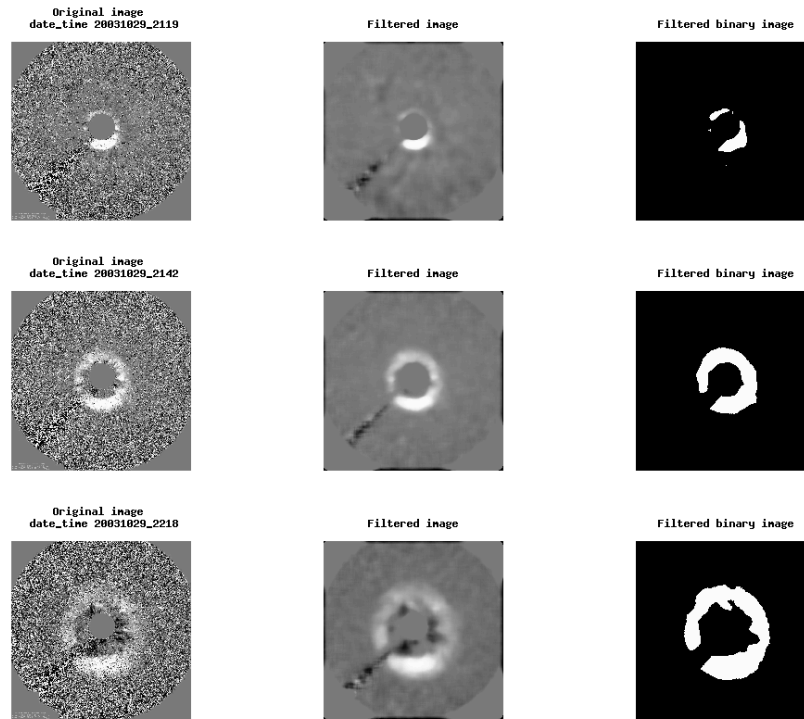 Original image
date_time 20031029_2119
Filtered image
Filtered binary image
Original image
date_time 20031029_2142
Filtered image
Filtered binary image
Original image
date_time 20031029_2218
Filtered image
Filtered binary image